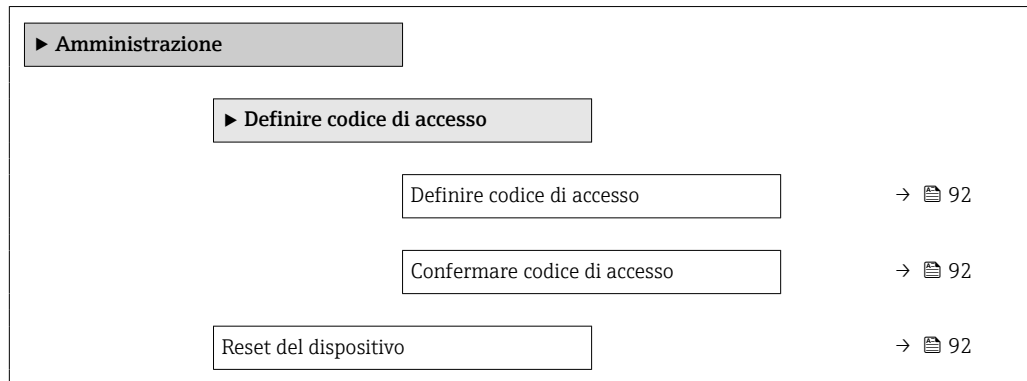 ▶ Amministrazione
▶ Definire codice di accesso
Definire codice di accesso → 92
Confermare codice di accesso → 92
Reset del dispositivo → 92